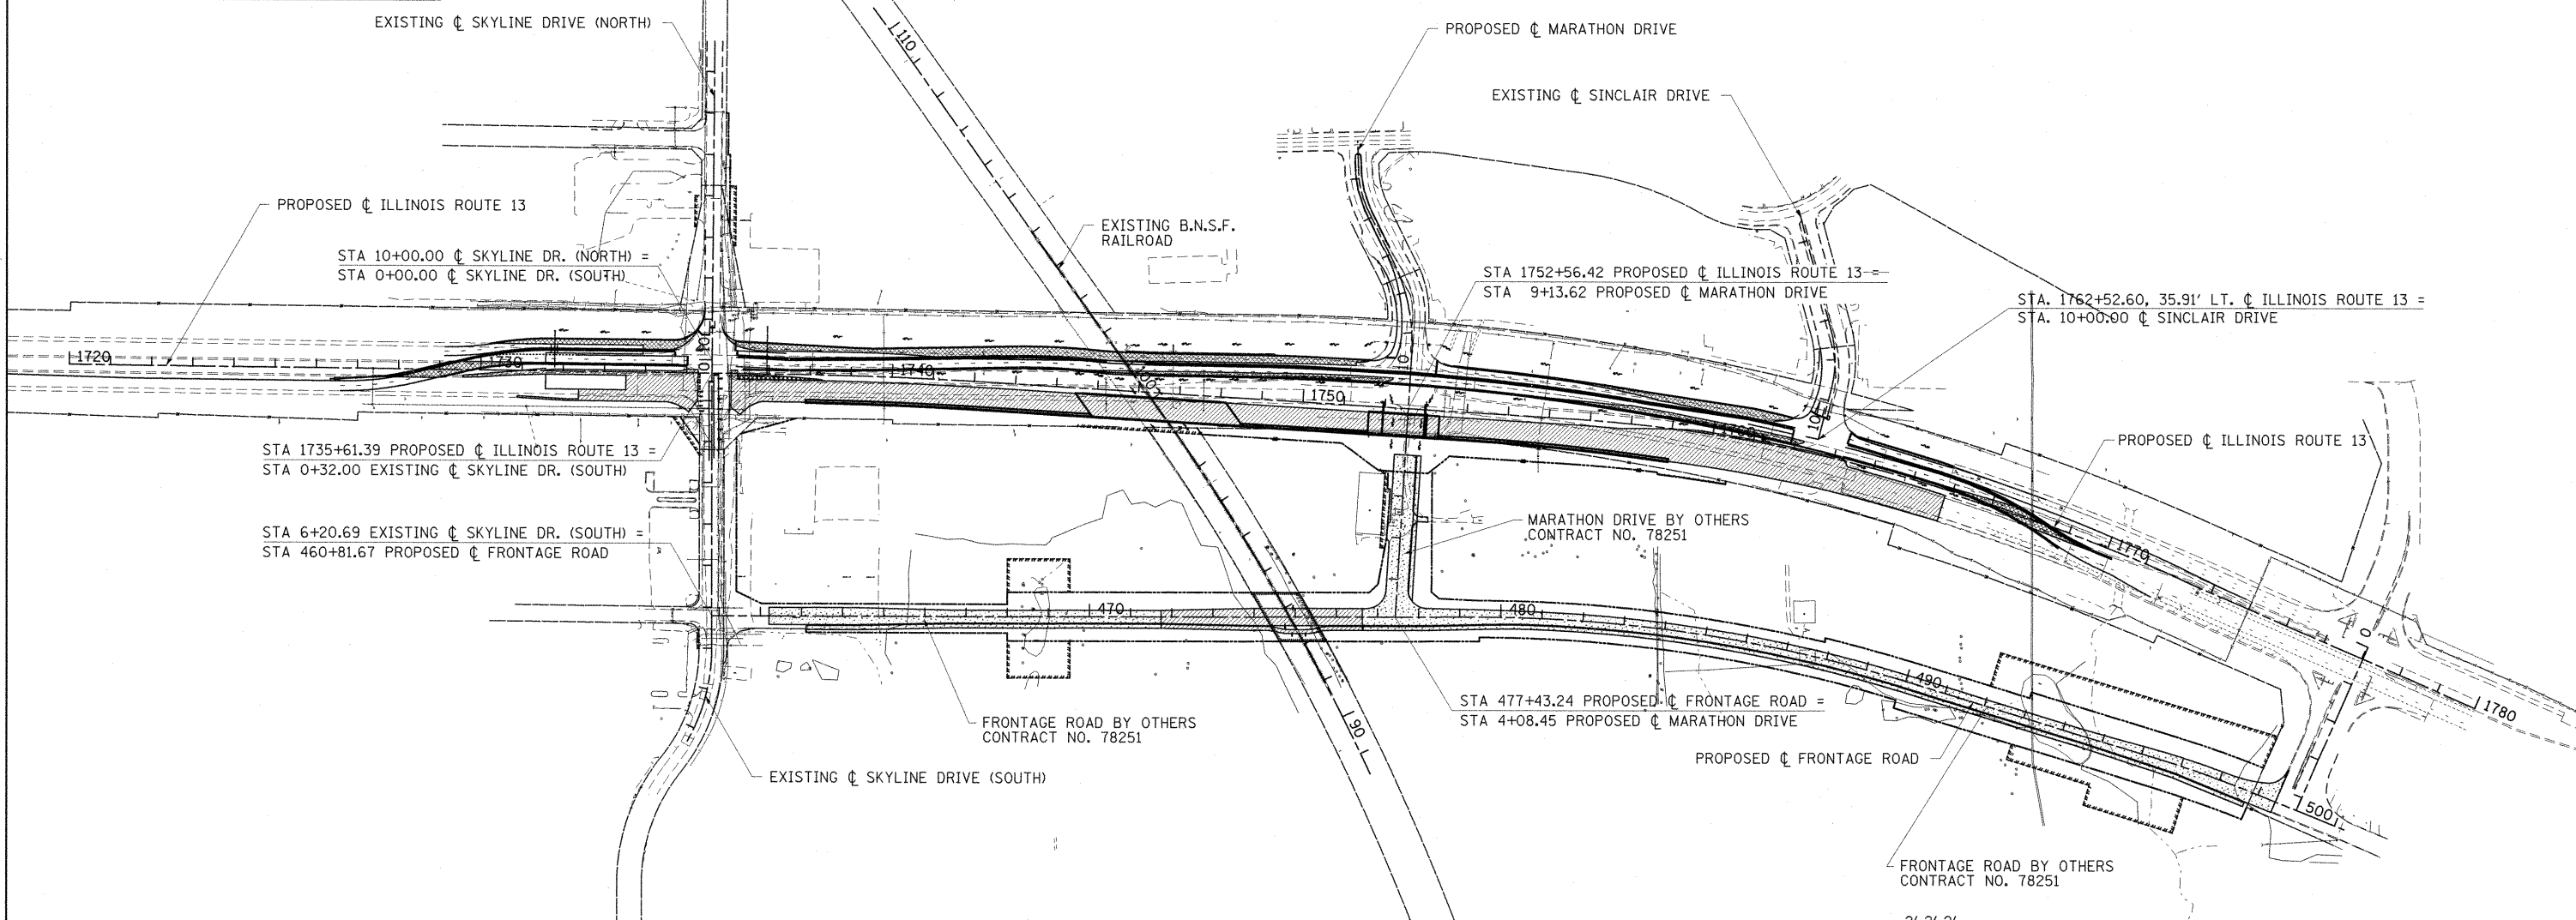 EXISTING ℄ SKYLINE DRIVE (NORTH)
110
PROPOSED ℄ MARATHON DRIVE
EXISTING ℄ SINCLAIR DRIVE
PROPOSED ℄ ILLINOIS ROUTE 13
EXISTING B.N.S.F.
RAILROAD
STA 10+00.00 ℄ SKYLINE DR. (NORTH) =
STA 0+00.00 ℄ SKYLINE DR. (SOUTH)
STA 1752+56.42 PROPOSED ℄ ILLINOIS ROUTE 13 =
STA 9+13.62 PROPOSED ℄ MARATHON DRIVE
STA. 1762+52.60, 35.91' LT. ℄ ILLINOIS ROUTE 13 =
STA. 10+00.00 ℄ SINCLAIR DRIVE
1720
1730
10
0
1740
100
1750
0
1760
10
STA 1735+61.39 PROPOSED ℄ ILLINOIS ROUTE 13 =
STA 0+32.00 EXISTING ℄ SKYLINE DR. (SOUTH)
PROPOSED ℄ ILLINOIS ROUTE 13
STA 6+20.69 EXISTING ℄ SKYLINE DR. (SOUTH) =
STA 460+81.67 PROPOSED ℄ FRONTAGE ROAD
MARATHON DRIVE BY OTHERS
CONTRACT NO. 78251
1770
470
480
0
490
STA 477+43.24 PROPOSED ℄ FRONTAGE ROAD =
STA 4+08.45 PROPOSED ℄ MARATHON DRIVE
1780
FRONTAGE ROAD BY OTHERS
CONTRACT NO. 78251
90
PROPOSED ℄ FRONTAGE ROAD
EXISTING ℄ SKYLINE DRIVE (SOUTH)
500
FRONTAGE ROAD BY OTHERS
CONTRACT NO. 78251